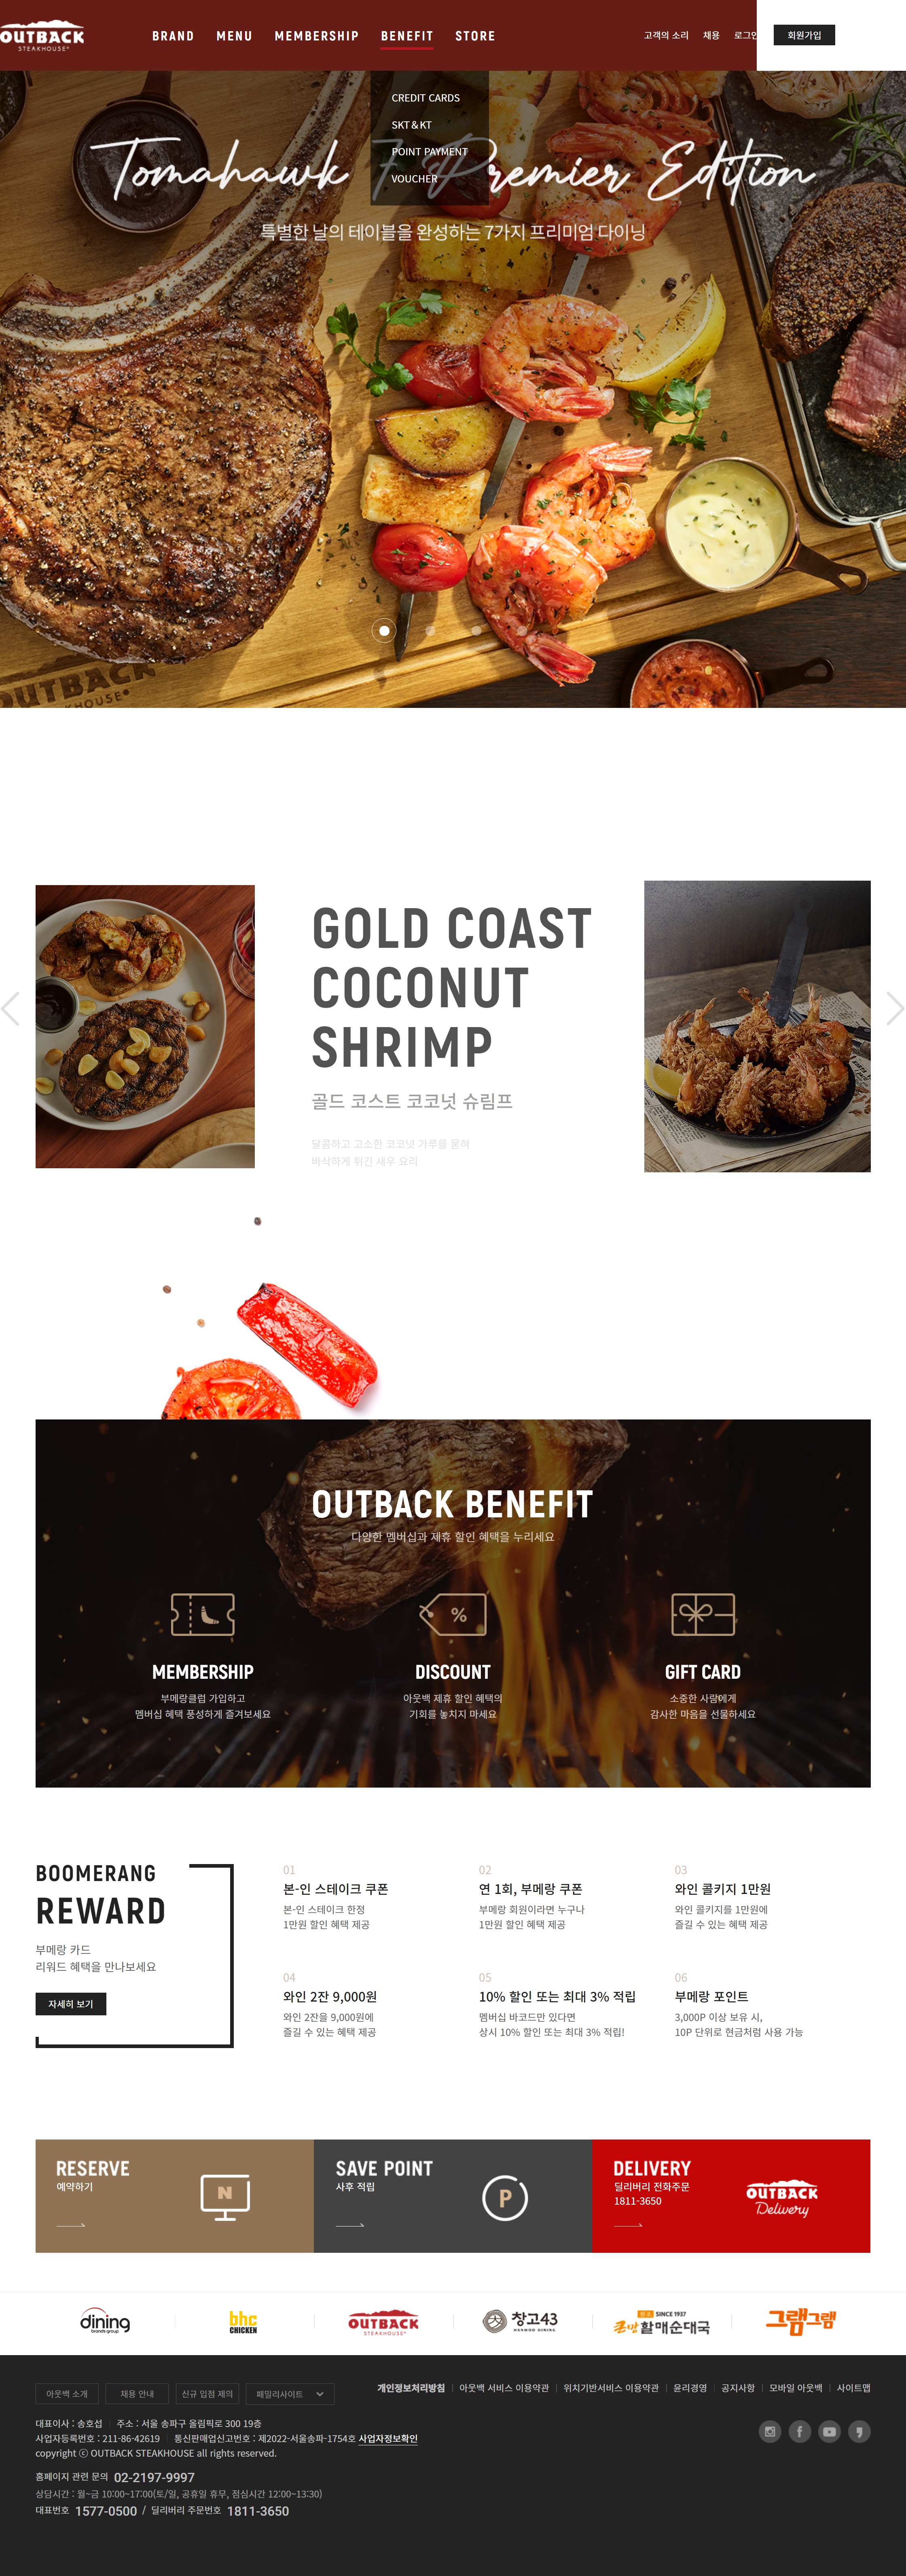 OUTBACK
STEAKHOUSE
BRAND MENU MEMBERSHIP BENEFIT STORE
고객의 소리 채용 로그인 회원가입
CREDIT CARDS
SKT & KT
POINT PAYMENT
VOUCHER
Tomahawk Premier Edition
특별한 날의 테이블을 완성하는 7가지 프리미엄 다이닝
OUTBACK
GOLD COAST
COCONUT
SHRIMP
골드 코스트 코코넛 슈림프
달콤하고 고소한 코코넛 가루를 묻혀
바삭하게 튀긴 새우 요리
OUTBACK BENEFIT
다양한 멤버십과 제휴 할인 혜택을 누리세요
%
MEMBERSHIP
부메랑클럽 가입하고
멤버십 혜택 풍성하게 즐겨보세요
DISCOUNT
아웃백 제휴 할인 혜택의
기회를 놓치지 마세요
GIFT CARD
소중한 사람에게
감사한 마음을 선물하세요
BOOMERANG
REWARD
부메랑 카드
리워드 혜택을 만나보세요
자세히 보기
01
본-인 스테이크 쿠폰
본-인 스테이크 한정
1만원 할인 혜택 제공
02
연 1회, 부메랑 쿠폰
부메랑 회원이라면 누구나
1만원 할인 혜택 제공
03
와인 콜키지 1만원
와인 콜키지를 1만원에
즐길 수 있는 혜택 제공
04
와인 2잔 9,000원
와인 2잔을 9,000원에
즐길 수 있는 혜택 제공
05
10% 할인 또는 최대 3% 적립
멤버십 바코드만 있다면
상시 10% 할인 또는 최대 3% 적립!
06
부메랑 포인트
3,000P 이상 보유 시,
10P 단위로 현금처럼 사용 가능
RESERVE
예약하기
N
SAVE POINT
사후 적립
P
DELIVERY
딜리버리 전화주문
1811-3650
OUTBACK
Delivery
dining
brands group
bhc
CHICKEN
OUTBACK
STEAKHOUSE
창고43
HANWOO DINING
SINCE 1937
큰맘할매순대국
그램그램
아웃백 소개 채용 안내 신규 입점 제의 패밀리사이트
개인정보처리방침 아웃백 서비스 이용약관 위치기반서비스 이용약관 윤리경영 공지사항 모바일 아웃백 사이트맵
대표이사 : 송호섭 주소 : 서울 송파구 올림픽로 300 19층
사업자등록번호 : 211-86-42619 통신판매업신고번호 : 제2022-서울송파-1754호 사업자정보확인
copyright ⓒ OUTBACK STEAKHOUSE all rights reserved.
홈페이지 관련 문의 02-2197-9997
상담시간 : 월~금 10:00~17:00(토/일, 공휴일 휴무, 점심시간 12:00~13:30)
대표번호 1577-0500 / 딜리버리 주문번호 1811-3650